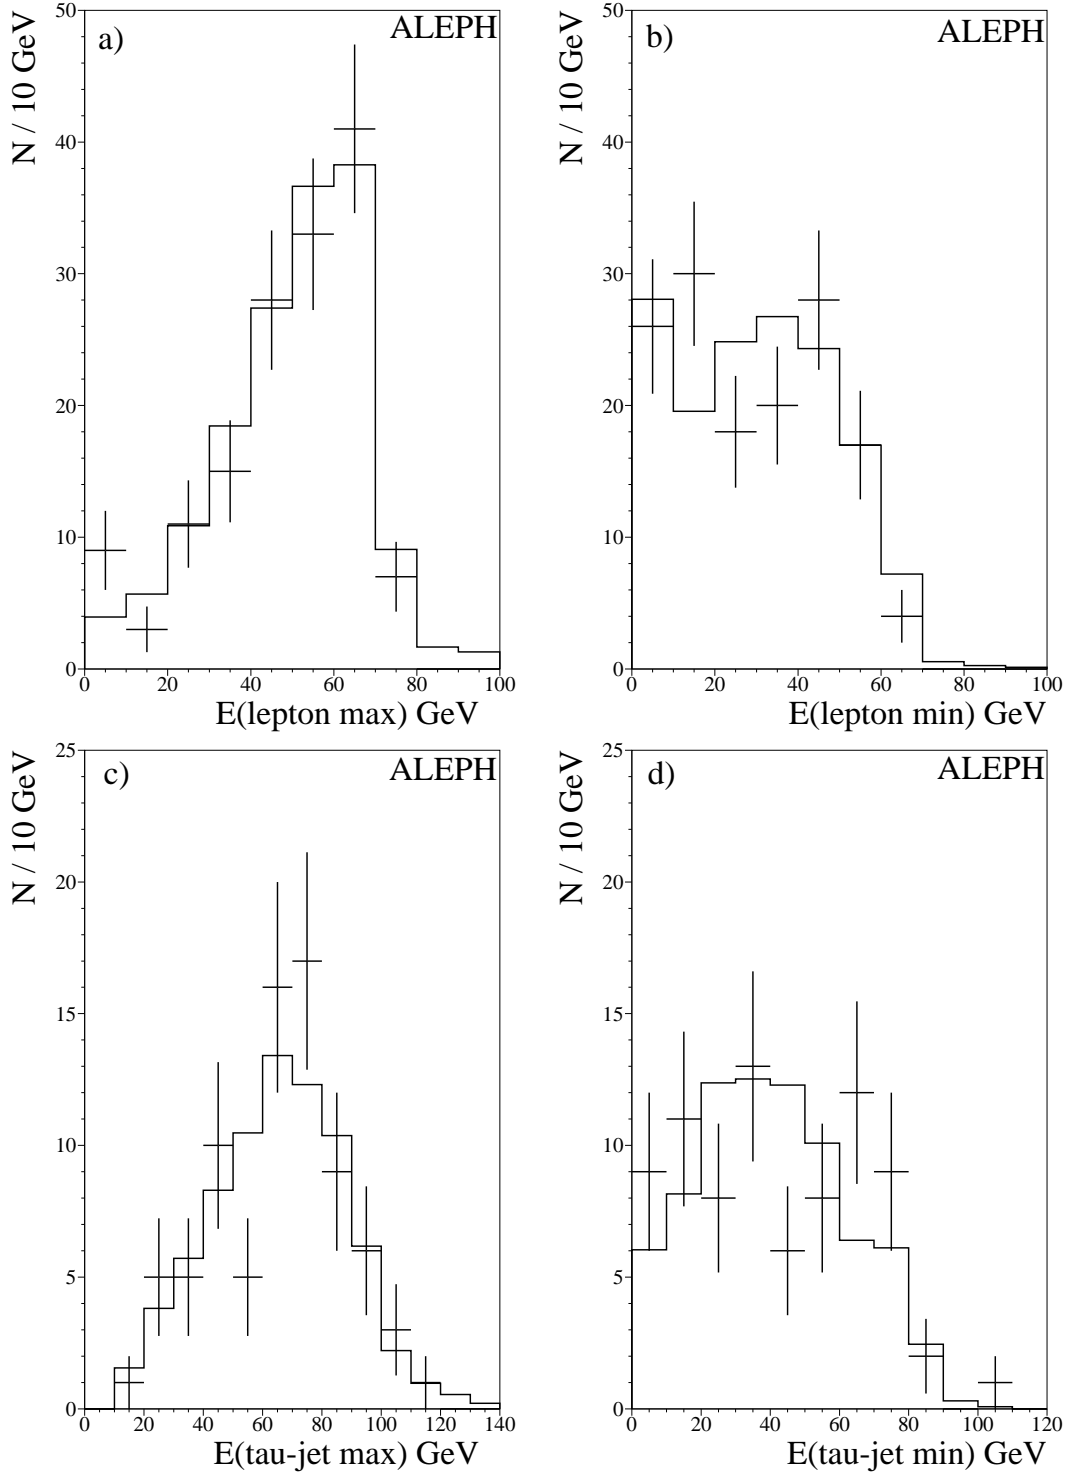 a) ALEPH
N / 10 GeV
50
40
30
20
10
0
0 20 40 60 80 100
E(lepton max) GeV
b) ALEPH
N / 10 GeV
50
40
30
20
10
0
0 20 40 60 80 100
E(lepton min) GeV
c) ALEPH
N / 10 GeV
25
20
15
10
5
0
0 20 40 60 80 100 120 140
E(tau-jet max) GeV
d) ALEPH
N / 10 GeV
25
20
15
10
5
0
0 20 40 60 80 100 120
E(tau-jet min) GeV